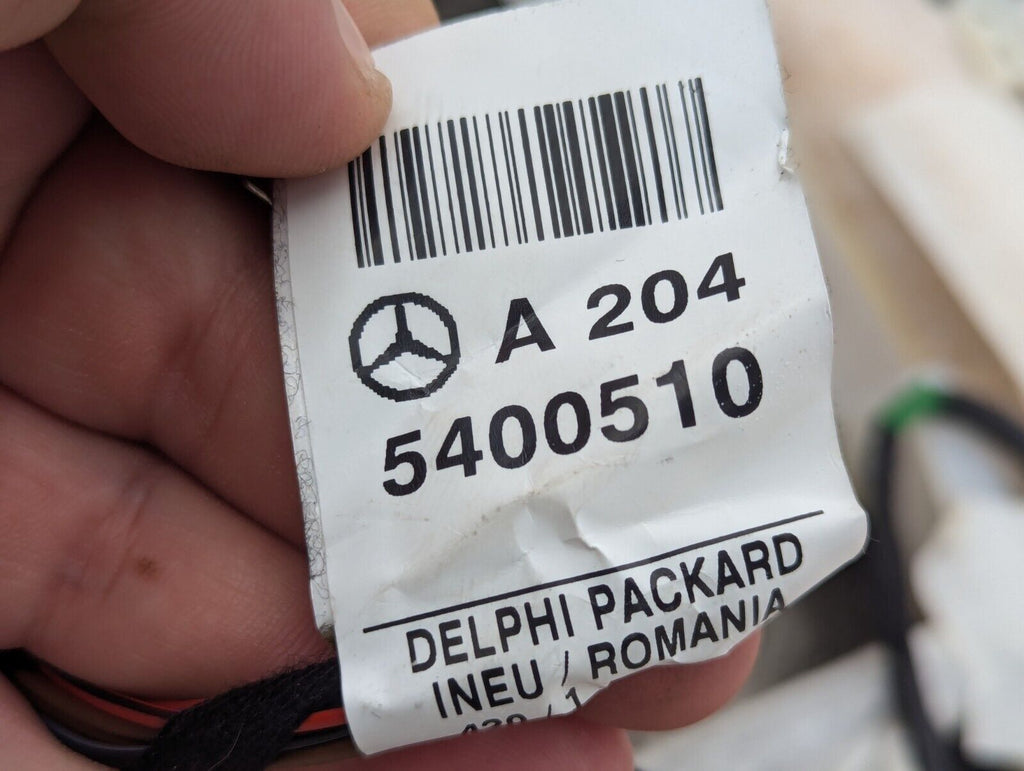 A 204
5400510
DELPHI PACKARD
INEU / ROMANIA